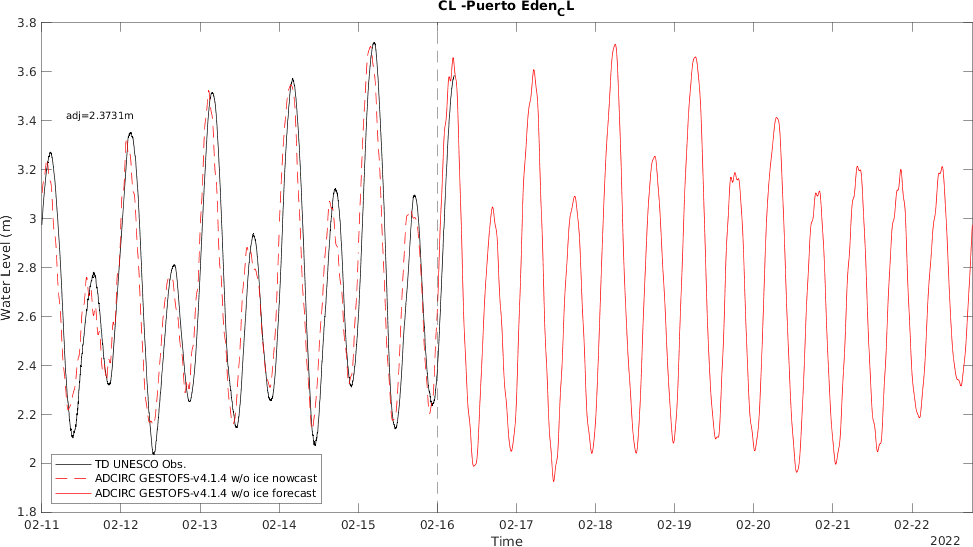 CL -Puerto Eden_CL
3.8
3.6
3.4
3.2
3
2.8
2.6
2.4
2.2
2
1.8
Water Level (m)
adj=2.3731m
TD UNESCO Obs.
ADCIRC GESTOFS-v4.1.4 w/o ice nowcast
ADCIRC GESTOFS-v4.1.4 w/o ice forecast
02-11 02-12 02-13 02-14 02-15 02-16 02-17 02-18 02-19 02-20 02-21 02-22
Time
2022